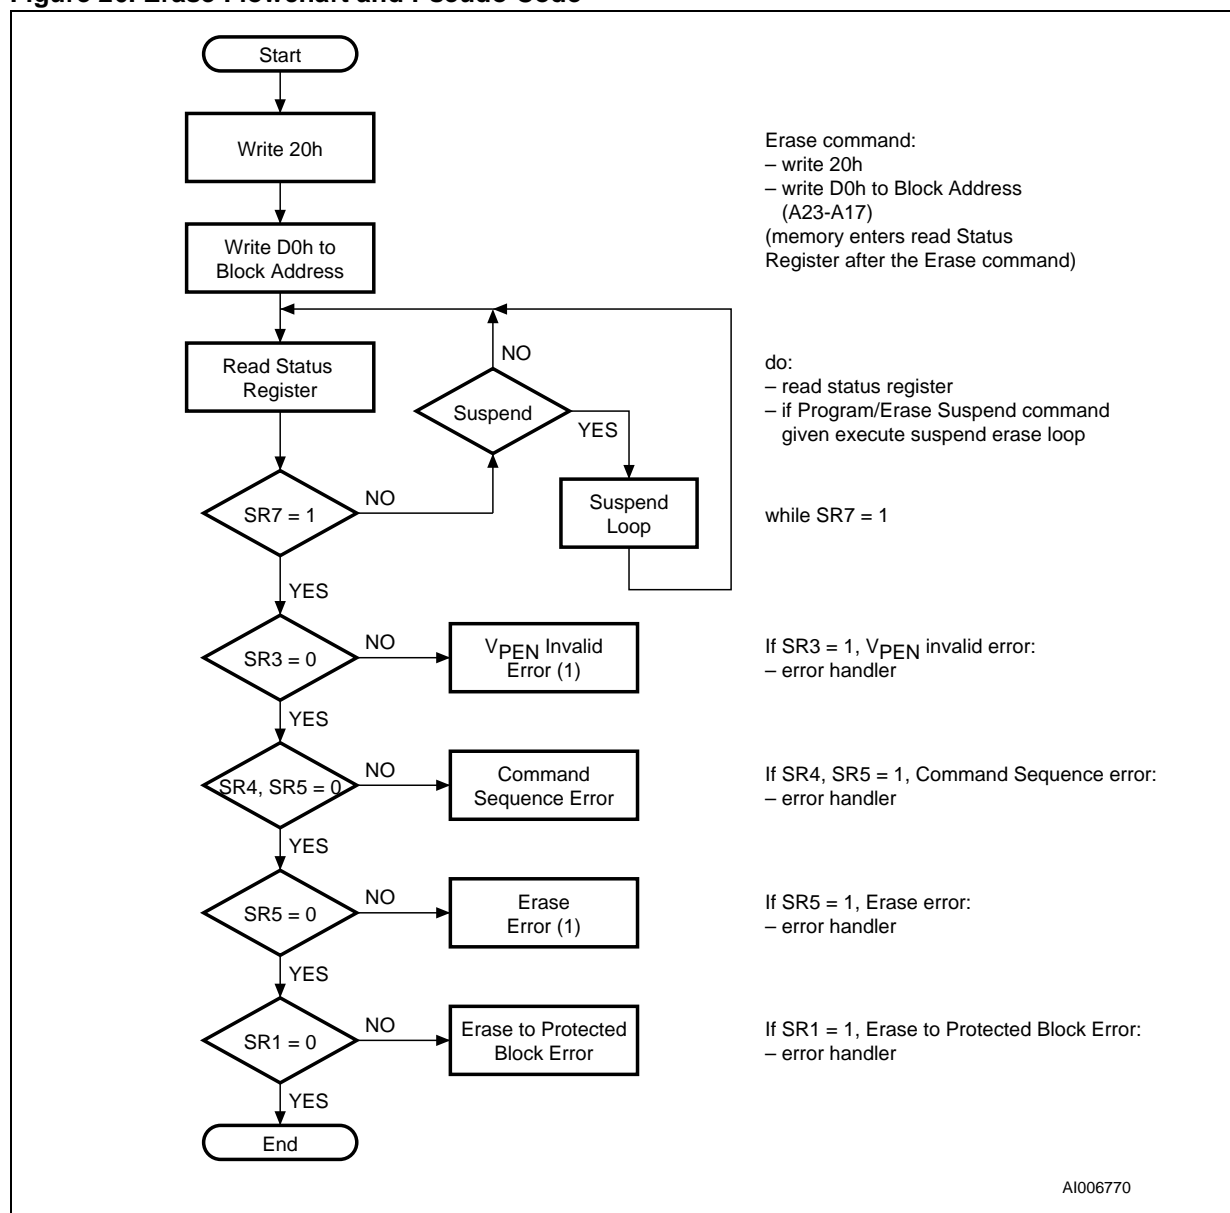 Start
Write 20h
Erase command:
– write 20h
– write D0h to Block Address
(A23-A17)
(memory enters read Status
Register after the Erase command)
Write D0h to
Block Address
Read Status
Register
NO
Suspend
YES
do:
– read status register
– if Program/Erase Suspend command
given execute suspend erase loop
SR7 = 1
NO
Suspend
Loop
while SR7 = 1
YES
SR3 = 0
NO
VPEN Invalid
Error (1)
If SR3 = 1, VPEN invalid error:
– error handler
YES
SR4, SR5 = 0
NO
Command
Sequence Error
If SR4, SR5 = 1, Command Sequence error:
– error handler
YES
SR5 = 0
NO
Erase
Error (1)
If SR5 = 1, Erase error:
– error handler
YES
SR1 = 0
NO
Erase to Protected
Block Error
If SR1 = 1, Erase to Protected Block Error:
– error handler
YES
End
AI006770